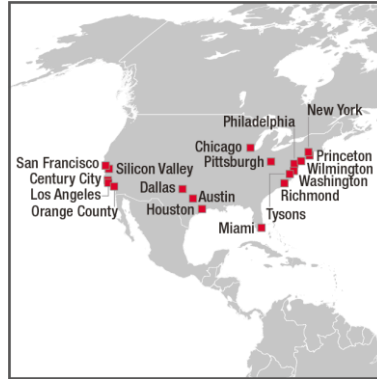 New York
Philadelphia
Chicago
Pittsburgh
Princeton
Wilmington
Washington
Richmond
Tysons
San Francisco
Silicon Valley
Century City
Los Angeles
Orange County
Dallas
Austin
Houston
Miami